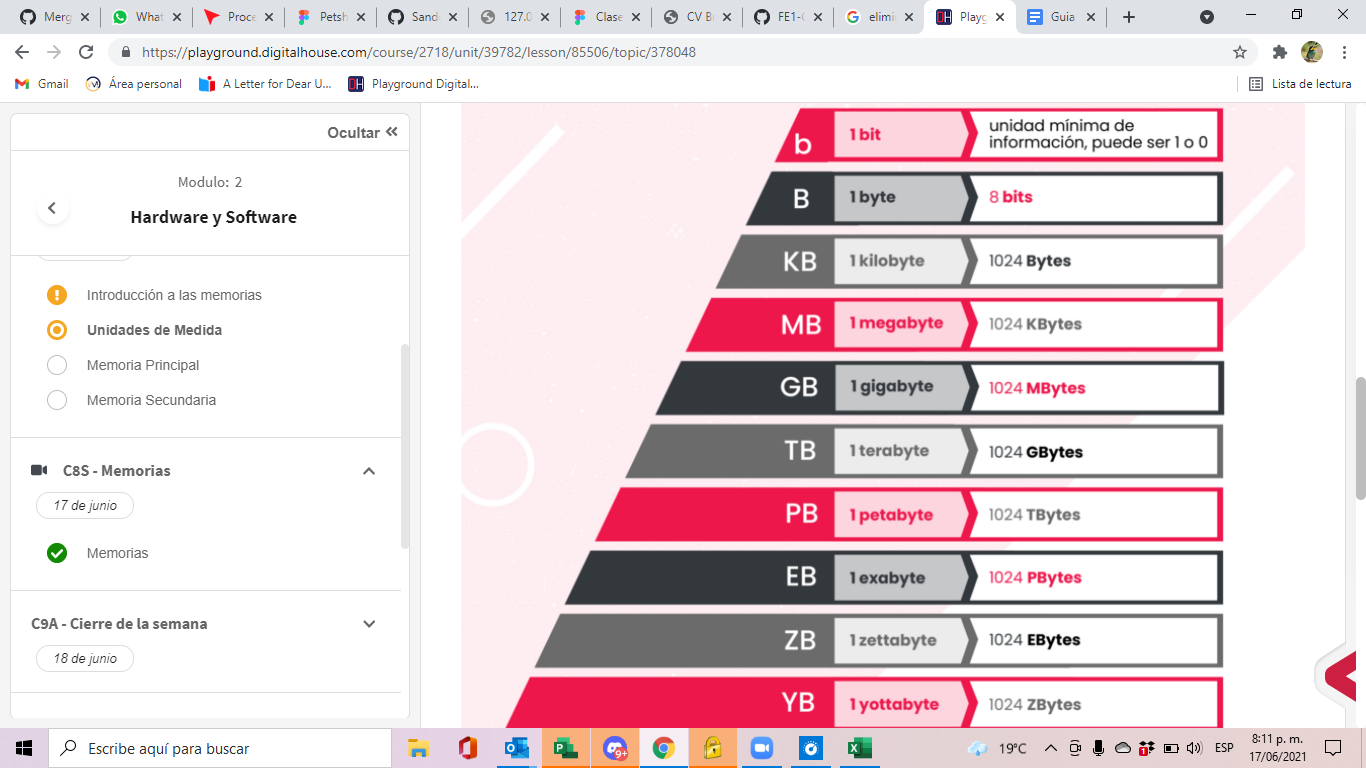 Merg
What
Proce
Petsh
Sand
127.0
Clase
CV B
FE1-
elimi
Playg
Guia
https://playground.digitalhouse.com/course/2718/unit/39782/lesson/85506/topic/378048
Gmail
Área personal
A Letter for Dear U...
Playground Digital...
Lista de lectura
Ocultar
Modulo: 2
Hardware y Software
Introducción a las memorias
Unidades de Medida
Memoria Principal
Memoria Secundaria
C8S - Memorias
17 de junio
Memorias
C9A - Cierre de la semana
18 de junio
b 1 bit unidad mínima de
información, puede ser 1 o 0
B 1 byte 8 bits
KB 1 kilobyte 1024 Bytes
MB 1 megabyte 1024 KBytes
GB 1 gigabyte 1024 MBytes
TB 1 terabyte 1024 GBytes
PB 1 petabyte 1024 TBytes
EB 1 exabyte 1024 PBytes
ZB 1 zettabyte 1024 EBytes
YB 1 yottabyte 1024 ZBytes
Escribe aquí para buscar
19°C
ESP
8:11 p. m.
17/06/2021